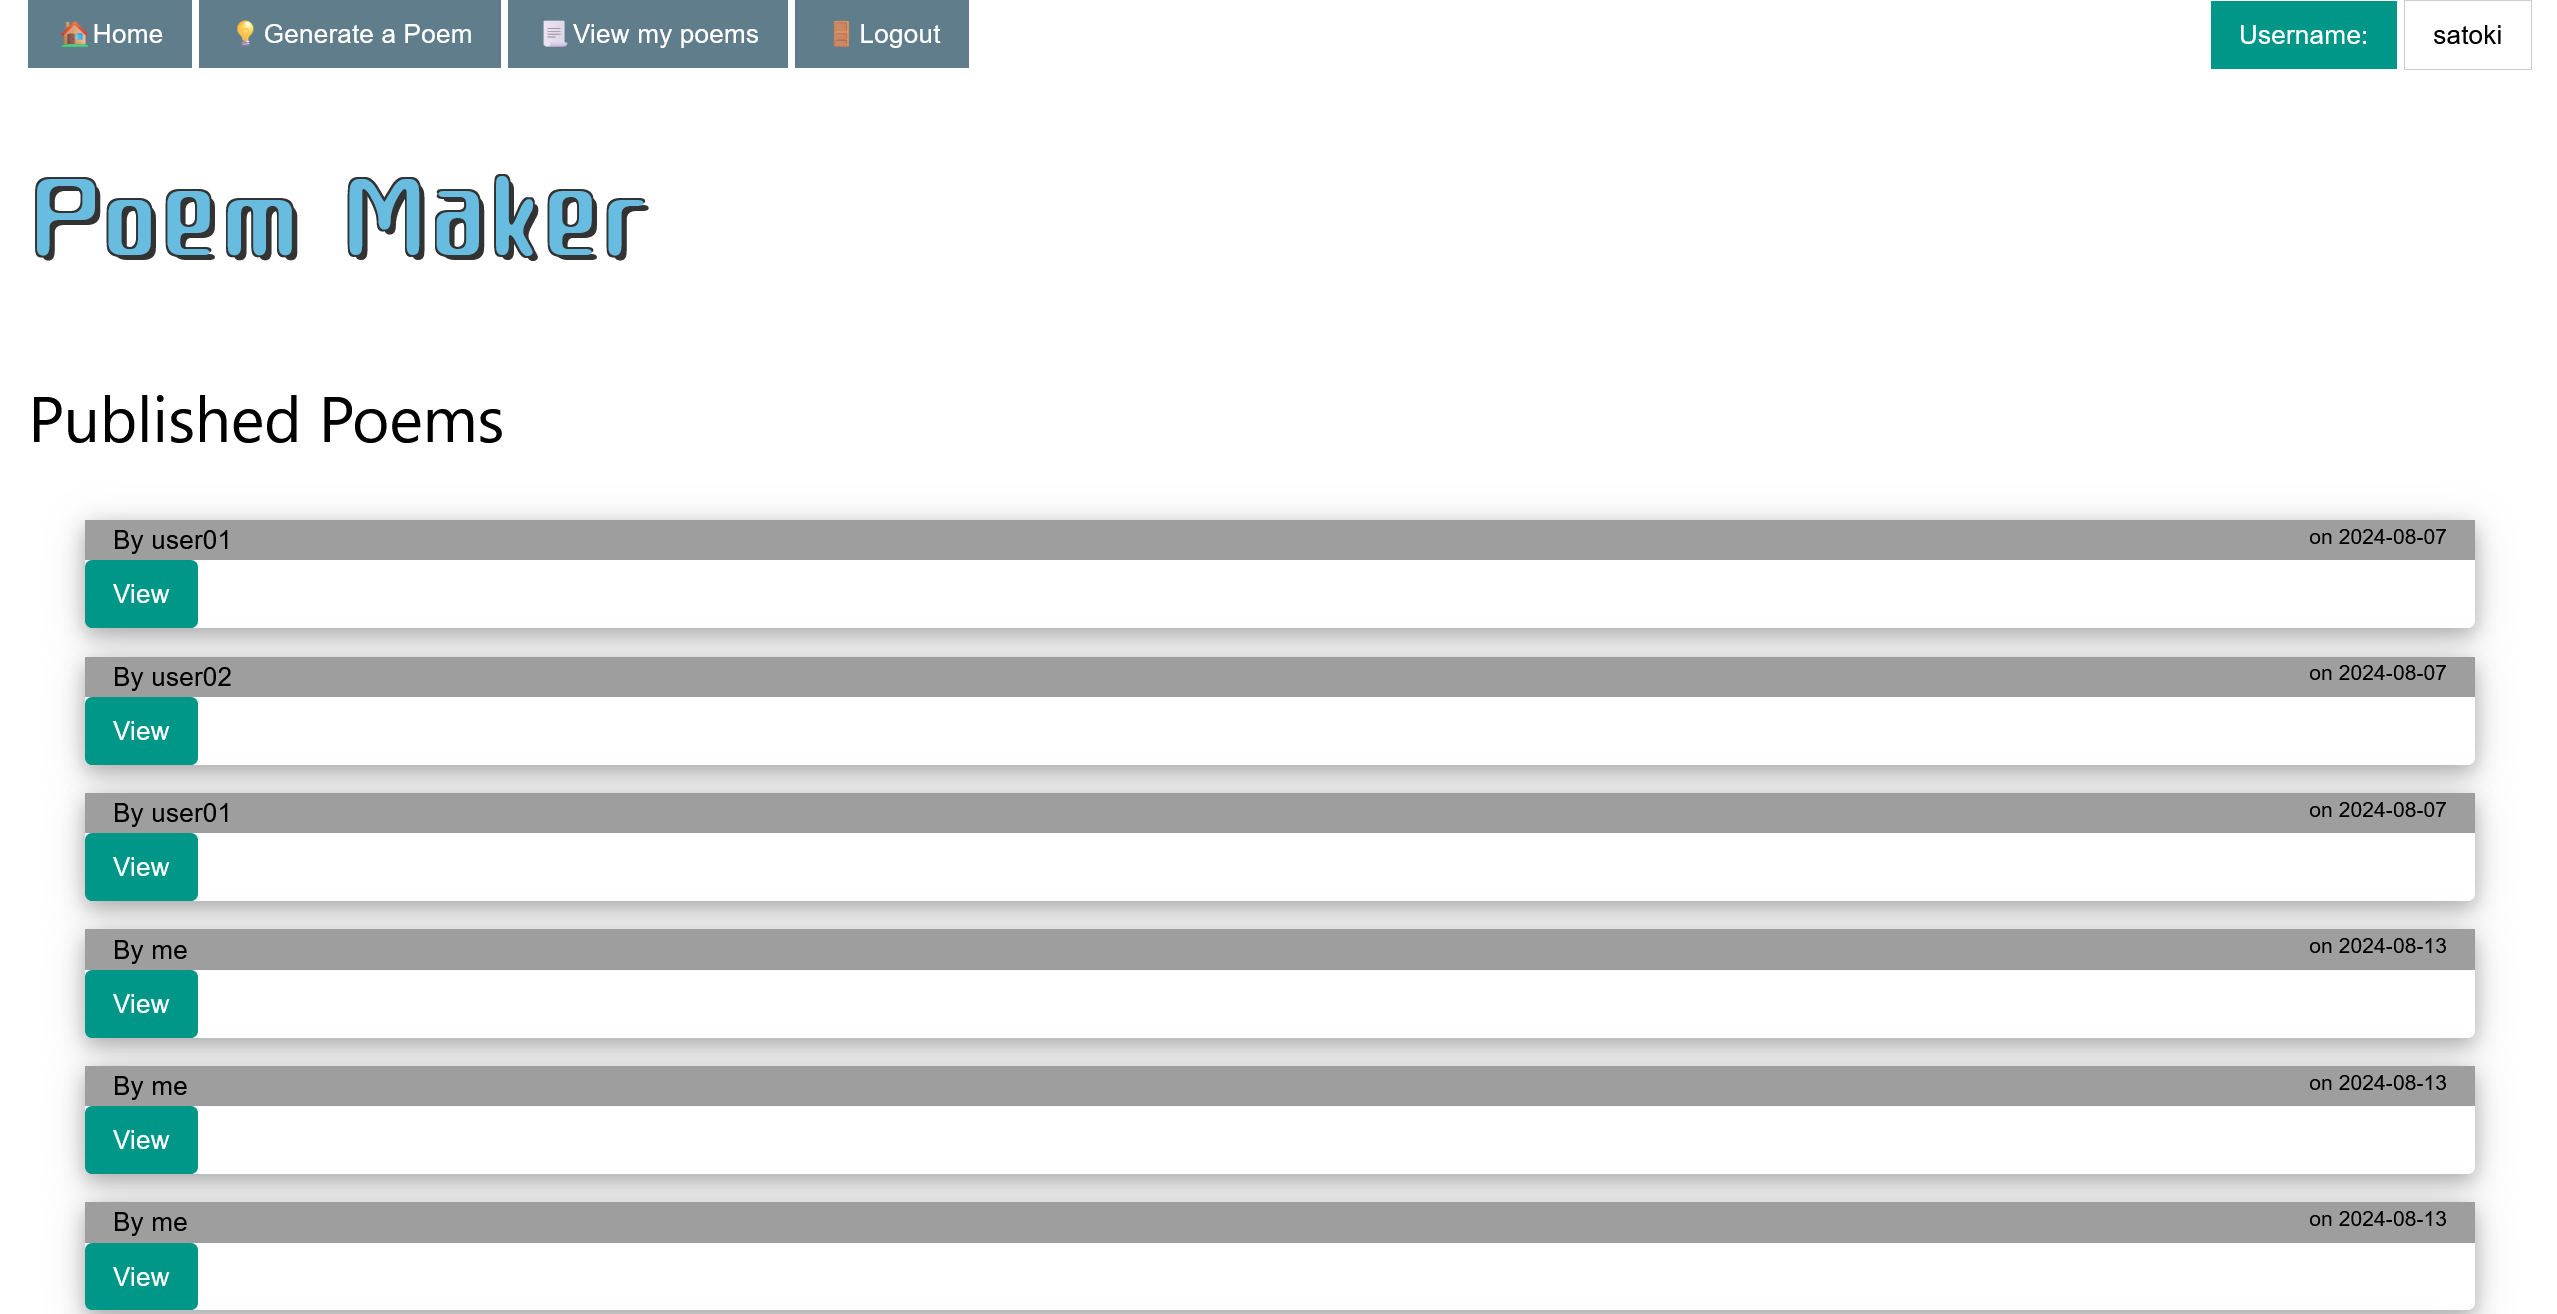 🏠Home 💡Generate a Poem 📃View my poems 🚪Logout Username: satoki
Poem Maker
Published Poems
By user01 on 2024-08-07
View
By user02 on 2024-08-07
View
By user01 on 2024-08-07
View
By me on 2024-08-13
View
By me on 2024-08-13
View
By me on 2024-08-13
View